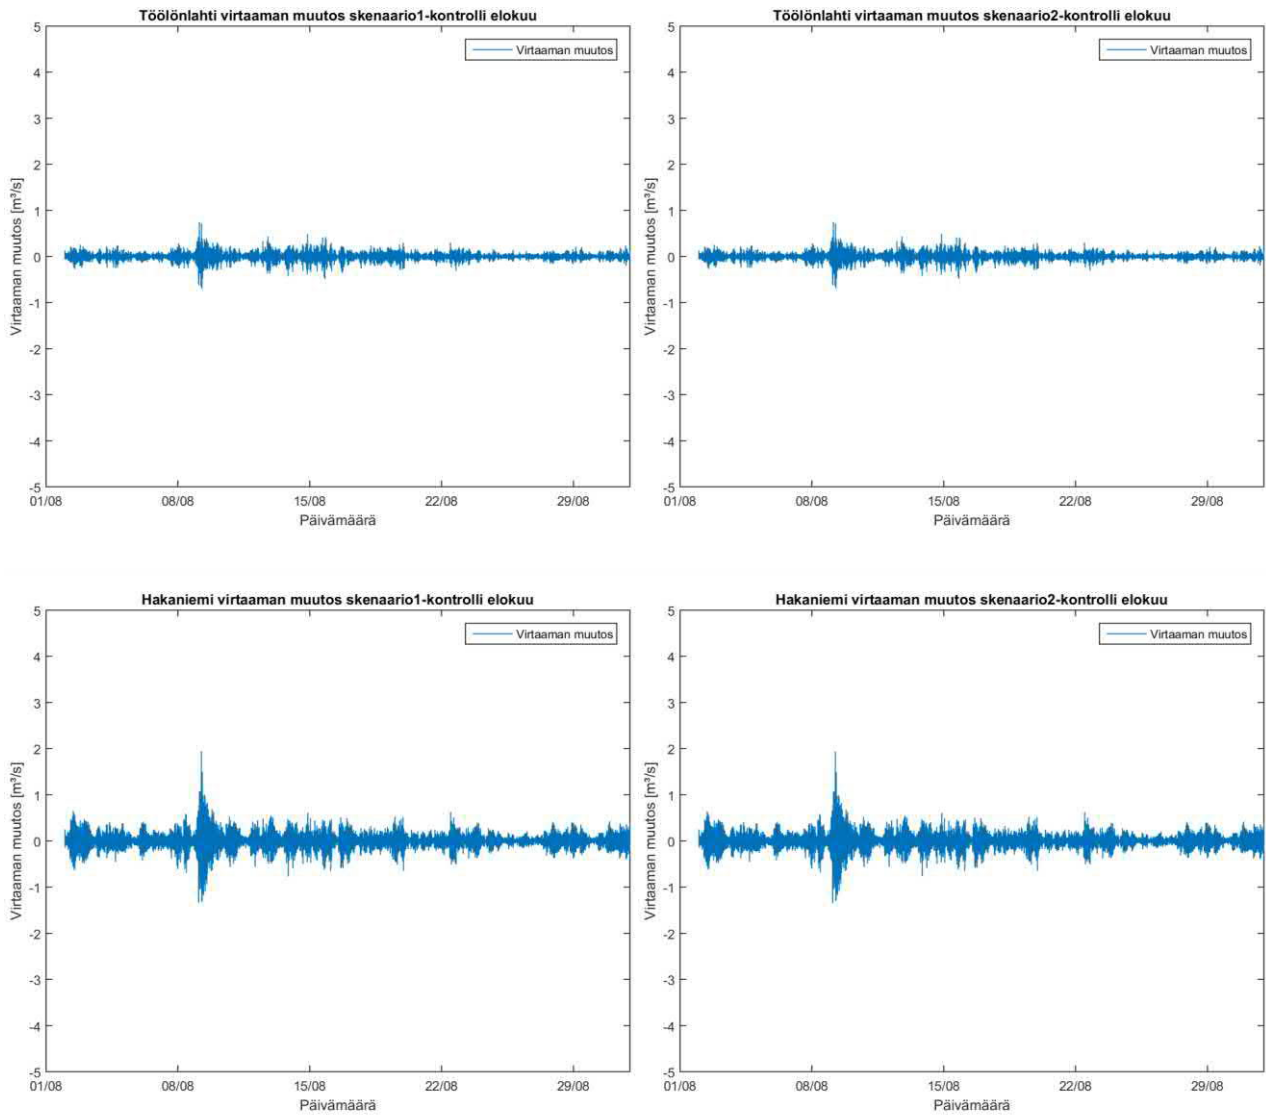 Töölönlahti virtaaman muutos skenaario1-kontrolli elokuu
Virtaaman muutos
Virtaaman muutos [m³/s]
5
4
3
2
1
0
-1
-2
-3
-4
-5
01/08 08/08 15/08 22/08 29/08
Päivämäärä
Töölönlahti virtaaman muutos skenaario2-kontrolli elokuu
Virtaaman muutos
Virtaaman muutos [m³/s]
5
4
3
2
1
0
-1
-2
-3
-4
-5
01/08 08/08 15/08 22/08 29/08
Päivämäärä
Hakaniemi virtaaman muutos skenaario1-kontrolli elokuu
Virtaaman muutos
Virtaaman muutos [m³/s]
5
4
3
2
1
0
-1
-2
-3
-4
-5
01/08 08/08 15/08 22/08 29/08
Päivämäärä
Hakaniemi virtaaman muutos skenaario2-kontrolli elokuu
Virtaaman muutos
Virtaaman muutos [m³/s]
5
4
3
2
1
0
-1
-2
-3
-4
-5
01/08 08/08 15/08 22/08 29/08
Päivämäärä